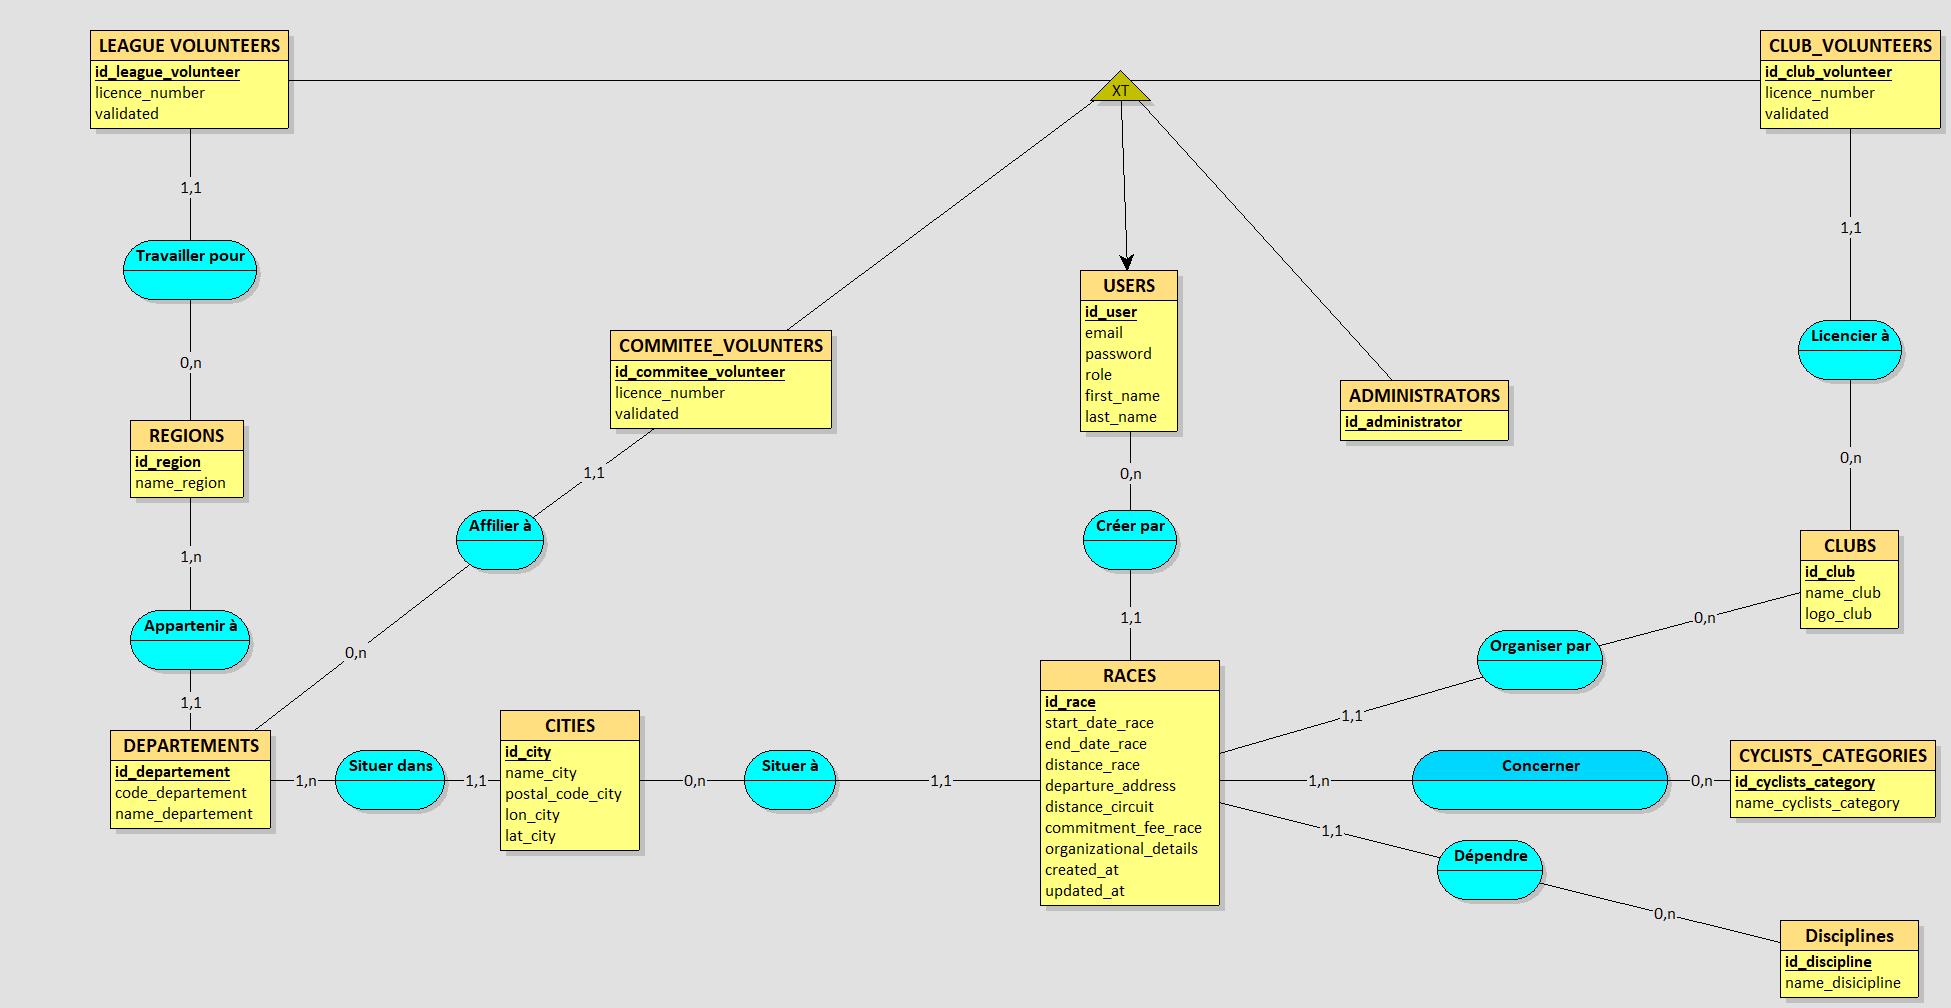 LEAGUE VOLUNTEERS
id_league_volunteer
licence_number
validated
XT
CLUB_VOLUNTEERS
id_club_volunteer
licence_number
validated
1,1
Travailler pour
0,n
1,1
Licencier à
0,n
USERS
id_user
email
password
role
first_name
last_name
COMMITEE_VOLUNTERS
id_commitee_volunteer
licence_number
validated
ADMINISTRATORS
id_administrator
REGIONS
id_region
name_region
1,1
Affilier à
0,n
0,n
Créer par
1,1
1,n
Appartenir à
1,1
CLUBS
id_club
name_club
logo_club
0,n
Organiser par
1,1
DEPARTEMENTS
id_departement
code_departement
name_departement
1,n
Situer dans
1,1
CITIES
id_city
name_city
postal_code_city
lon_city
lat_city
0,n
Situer à
1,1
RACES
id_race
start_date_race
end_date_race
distance_race
departure_address
distance_circuit
commitment_fee_race
organizational_details
created_at
updated_at
1,n
Concerner
0,n
CYCLISTS_CATEGORIES
id_cyclists_category
name_cyclists_category
1,1
Dépendre
0,n
Disciplines
id_discipline
name_disicipline